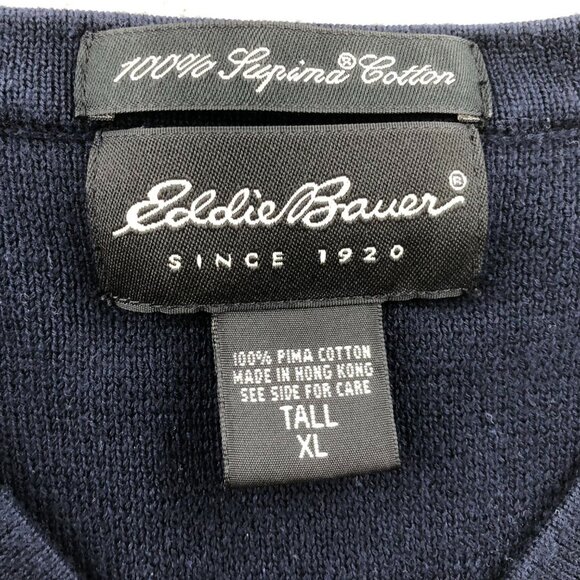 100% Supima® Cotton
Eddie Bauer®
SINCE 1920
100% PIMA COTTON
MADE IN HONG KONG
SEE SIDE FOR CARE
TALL
XL